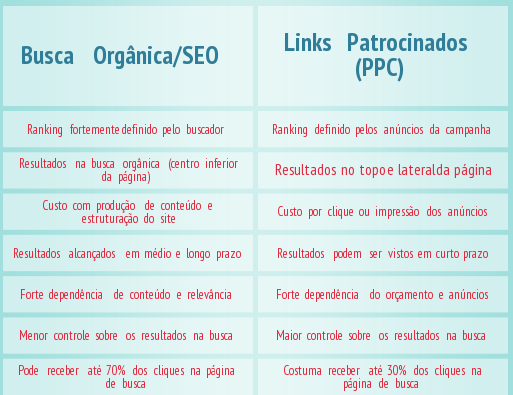 Busca Orgânica/SEO
Links Patrocinados
(PPC)
Ranking fortemente definido pelo buscador
Ranking definido pelos anúncios da campanha
Resultados na busca orgânica (centro inferior
da página)
Resultados no topo e lateral da página
Custo com produção de conteúdo e
estruturação do site
Custo por clique ou impressão dos anúncios
Resultados alcançados em médio e longo prazo
Resultados podem ser vistos em curto prazo
Forte dependência de conteúdo e relevância
Forte dependência do orçamento e anúncios
Menor controle sobre os resultados na busca
Maior controle sobre os resultados na busca
Pode receber até 70% dos cliques na página
de busca
Costuma receber até 30% dos cliques na
página de busca